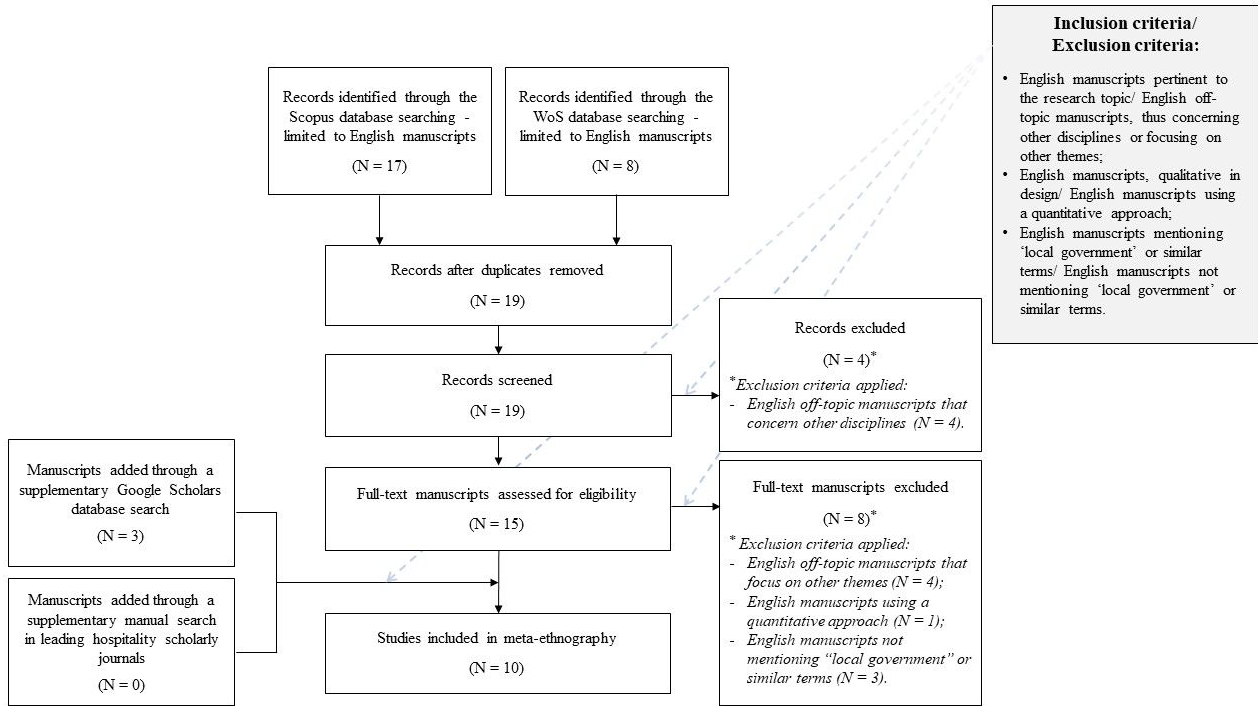 Inclusion criteria/
Exclusion criteria:
• English manuscripts pertinent to
the research topic/ English off-
topic manuscripts, thus concerning
other disciplines or focusing on
other themes;
• English manuscripts, qualitative in
design/ English manuscripts using
a quantitative approach;
• English manuscripts mentioning
‘local government’ or similar
terms/ English manuscripts not
mentioning ‘local government’ or
similar terms.
Records identified through the
Scopus database searching -
limited to English manuscripts
(N = 17)
Records identified through the
WoS database searching -
limited to English manuscripts
(N = 8)
Records after duplicates removed
(N = 19)
Records screened
(N = 19)
Records excluded
(N = 4)*
*Exclusion criteria applied:
- English off-topic manuscripts that
concern other disciplines (N = 4).
Full-text manuscripts assessed for eligibility
(N = 15)
Full-text manuscripts excluded
(N = 8)*
* Exclusion criteria applied:
- English off-topic manuscripts that
focus on other themes (N = 4);
- English manuscripts using a
quantitative approach (N = 1);
- English manuscripts not
mentioning “local government” or
similar terms (N = 3).
Manuscripts added through a
supplementary Google Scholars
database search
(N = 3)
Manuscripts added through a
supplementary manual search
in leading hospitality scholarly
journals
(N = 0)
Studies included in meta-ethnography
(N = 10)